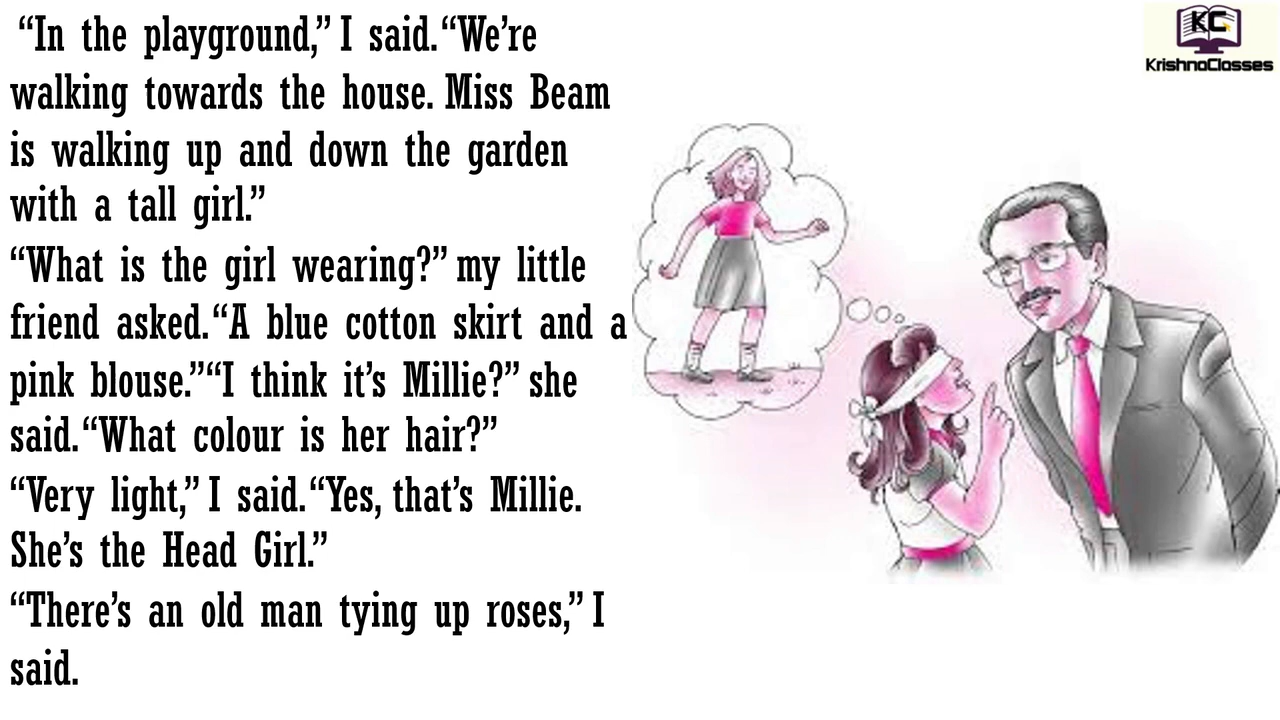 “In the playground,” I said.“We’re
walking towards the house. Miss Beam
is walking up and down the garden
with a tall girl.”
“What is the girl wearing?” my little
friend asked.“A blue cotton skirt and a
pink blouse.”“I think it’s Millie?” she
said.“What colour is her hair?”
“Very light,” I said.“Yes, that’s Millie.
She’s the Head Girl.”
“There’s an old man tying up roses,” I
said.
KC
KrishnaClasses